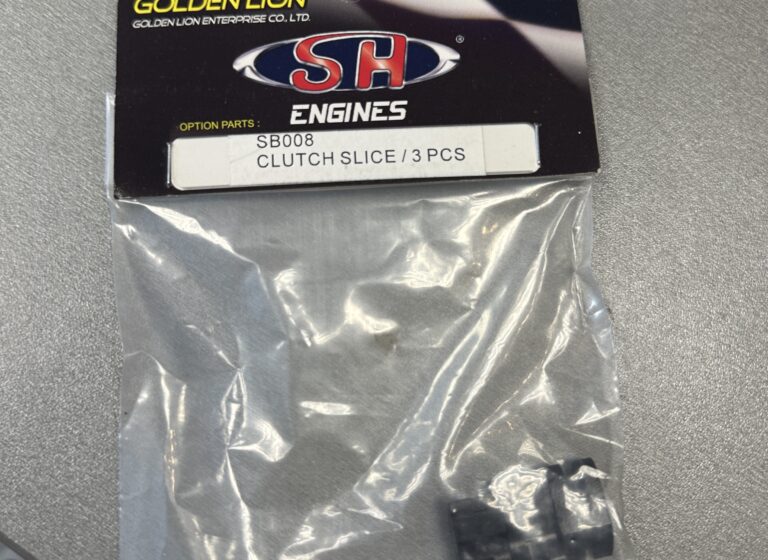 GOLDEN LION
GOLDEN LION ENTERPRISE CO., LTD.
SH®
ENGINES
OPTION PARTS :
SB008
CLUTCH SLICE / 3 PCS